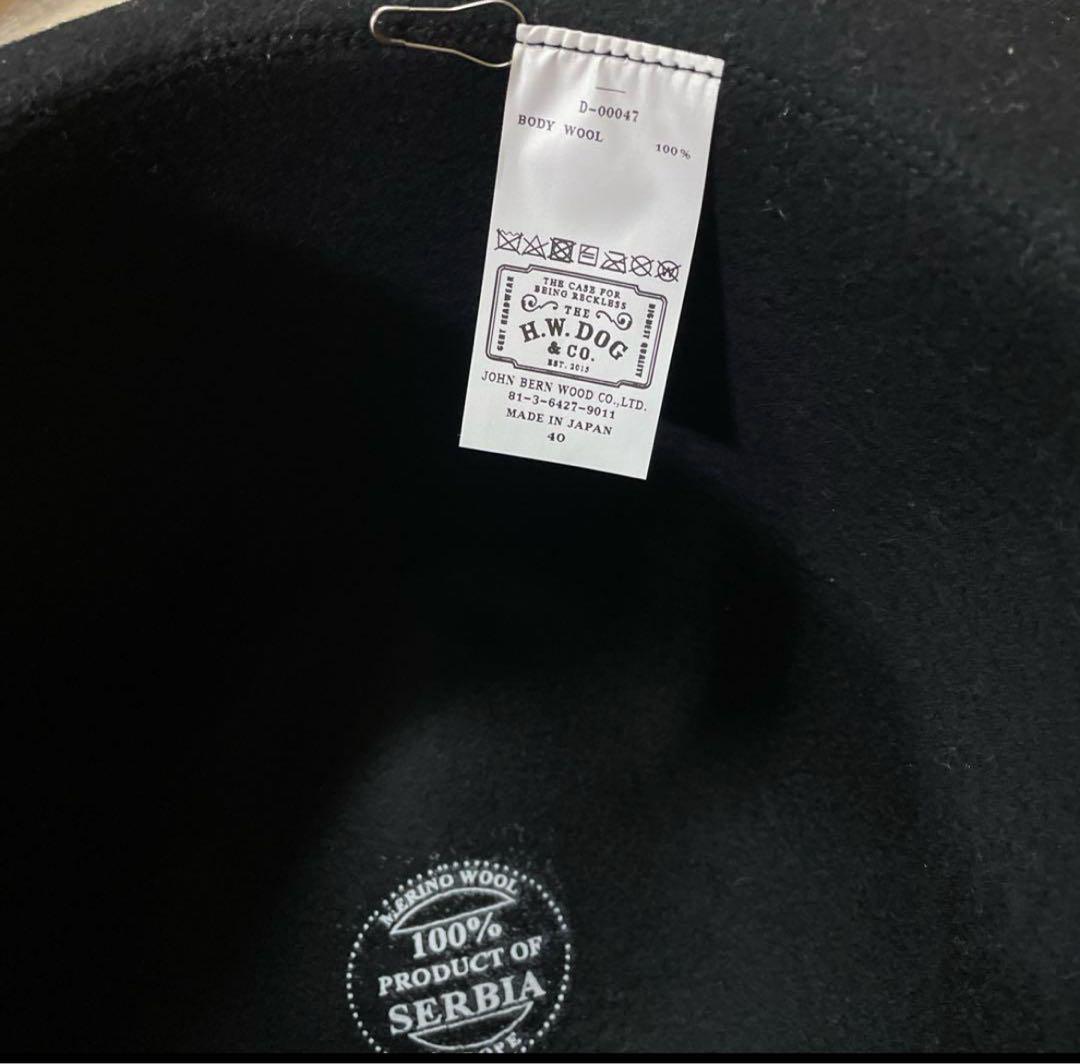 D-00047
BODY WOOL
100%
THE CASE FOR
BEING RECKLESS
THE
H.W. DOG
& CO.
EST. 2015
GENT HEADWEAR
HIGHEST QUALITY
JOHN BERN WOOD CO.,LTD.
81-3-6427-9011
MADE IN JAPAN
40
MERINO WOOL
100%
PRODUCT OF
SERBIA